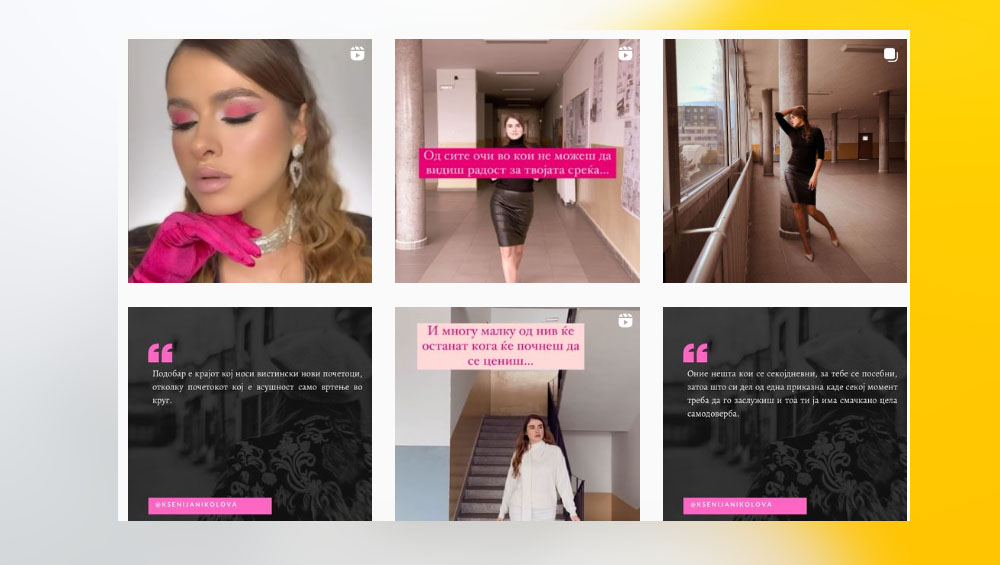 Од сите очи во кои не можеш да
видиш радост за твојата среќа...
Подобар е крајот кој носи вистински нови почетоци,
отколку почетокот кој е всушност само вртење во
круг.
@KSENIJANIKOLOVA
И многу малку од нив ќе
останат кога ќе почнеш да
се цениш...
Оние нешта кои се секојдневни, за тебе се посебни,
затоа што си дел од една приказна каде секој момент
треба да го заслужиш и тоа ти ја има смачкано цела
самодоверба.
@KSENIJANIKOLOVA